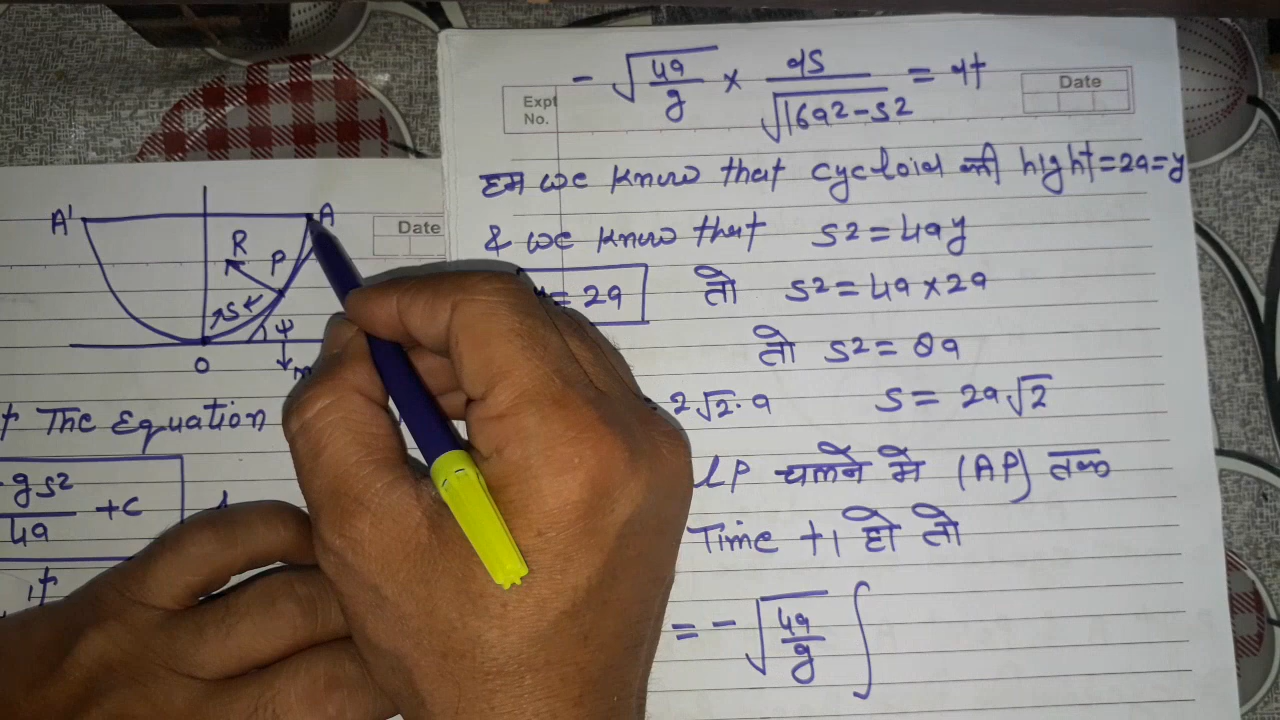 - √(4a/g) × ds/√(16a2-s2) = dt
Expt
No.
Date
हम we know that cycloid की hight=2a=y
& we know that s2=4ay
= 2a तो s2=4a×2a
तो s2=8a
2√2.a s= 2a√2
चलने मे (AP) तक
Time t1 हो तो
= - √(4a/g) ∫
A' A
Date
R
P
S
ψ
O
The Equation
gs2/4a +c